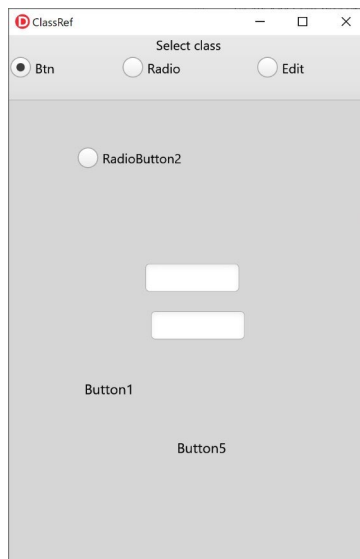 ClassRef
Select class
Btn Radio Edit
RadioButton2
Button1
Button5